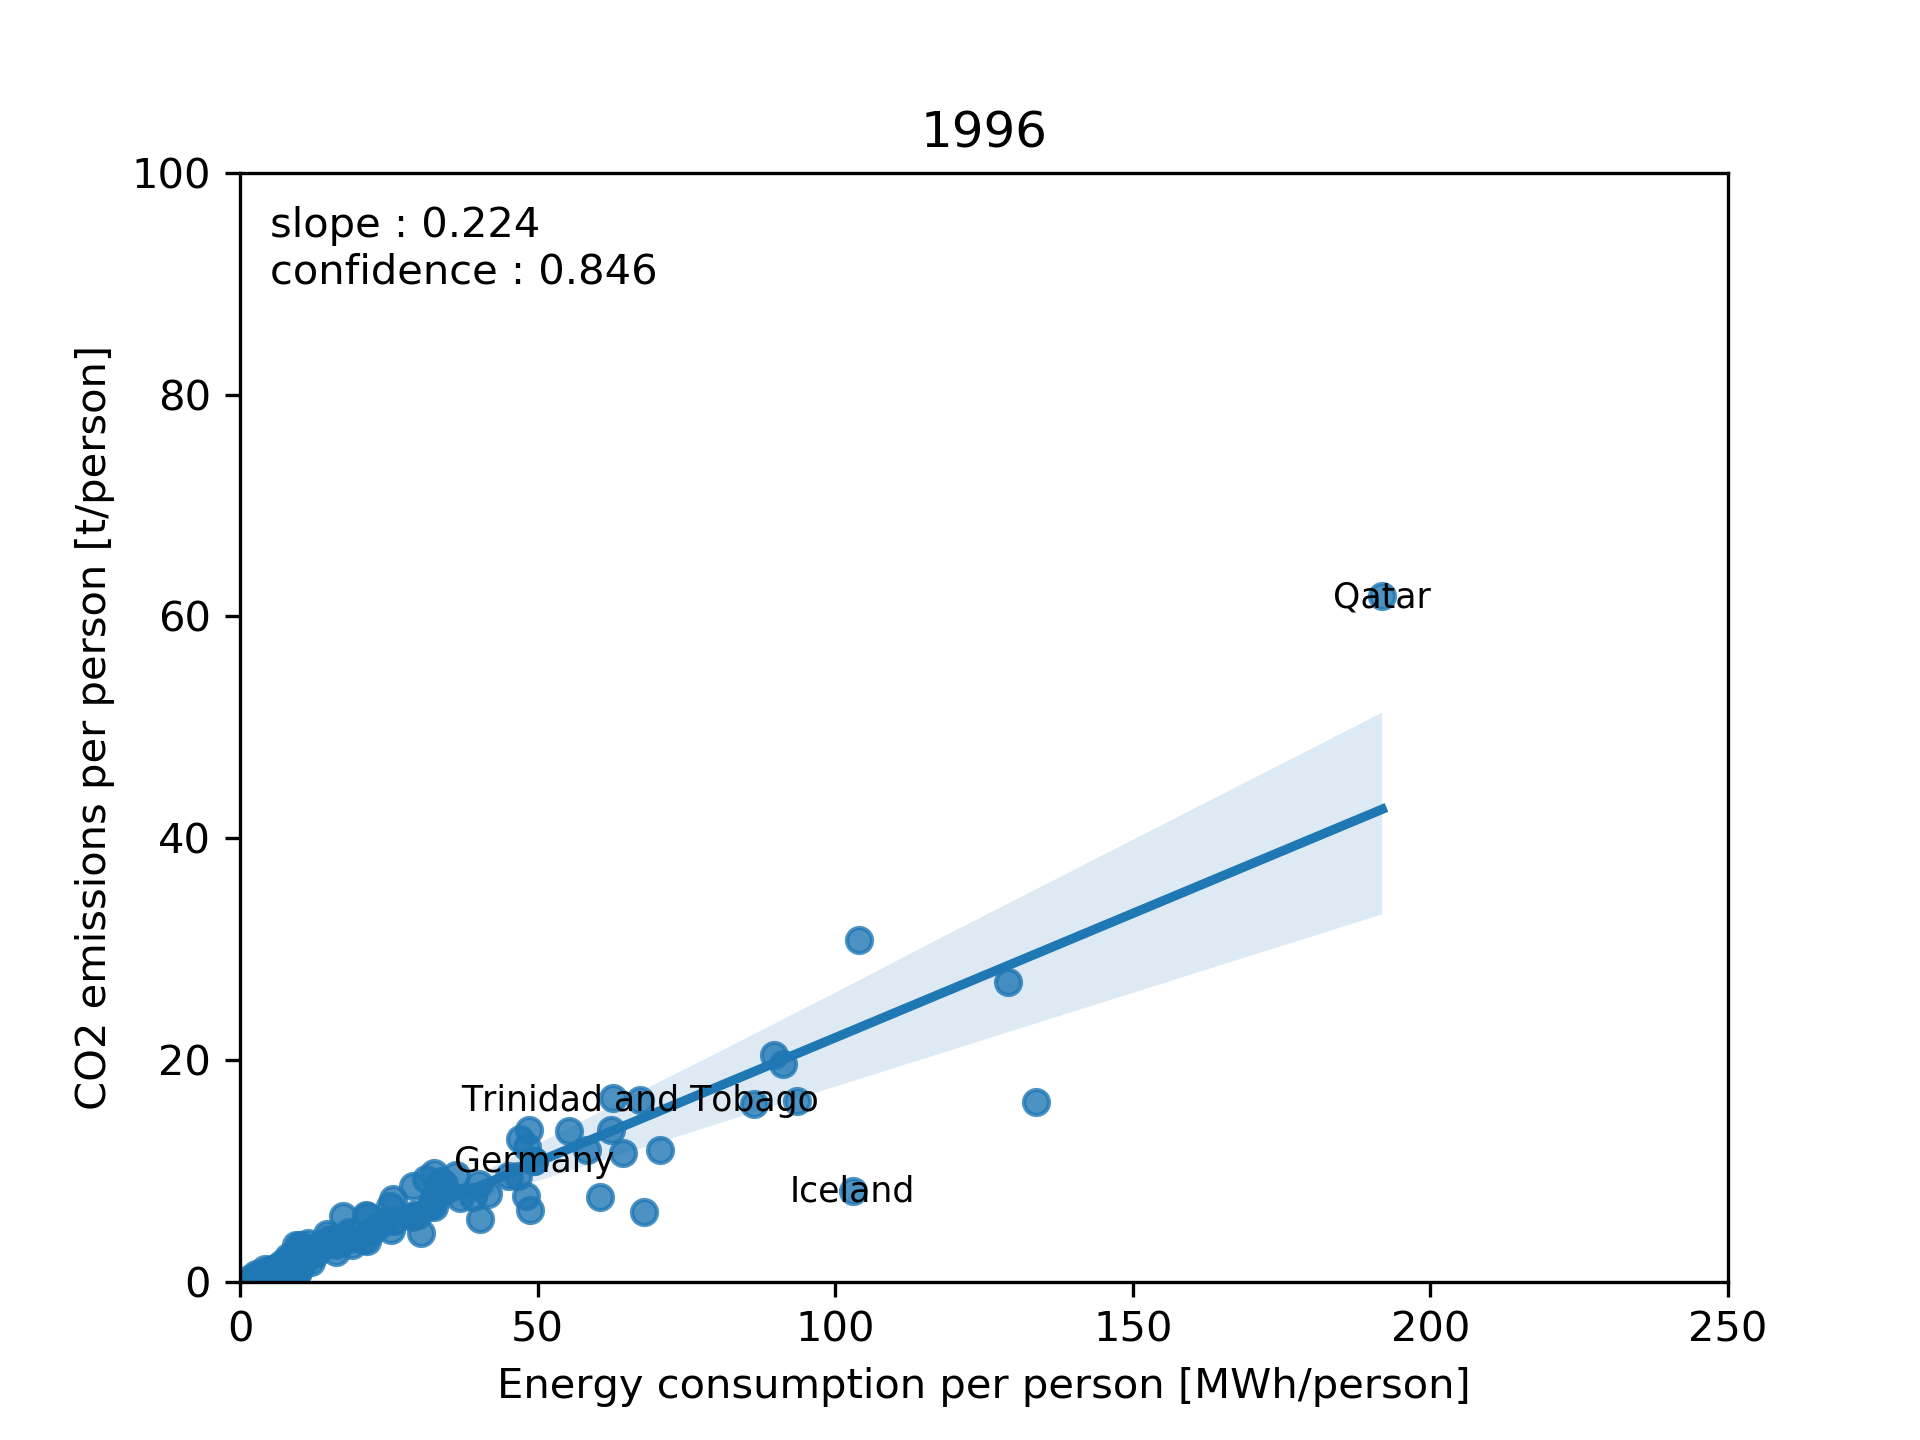 1996
slope : 0.224
confidence : 0.846
100
80
60
40
20
0
CO2 emissions per person [t/person]
Qatar
Trinidad and Tobago
Germany
Iceland
0 50 100 150 200 250
Energy consumption per person [MWh/person]